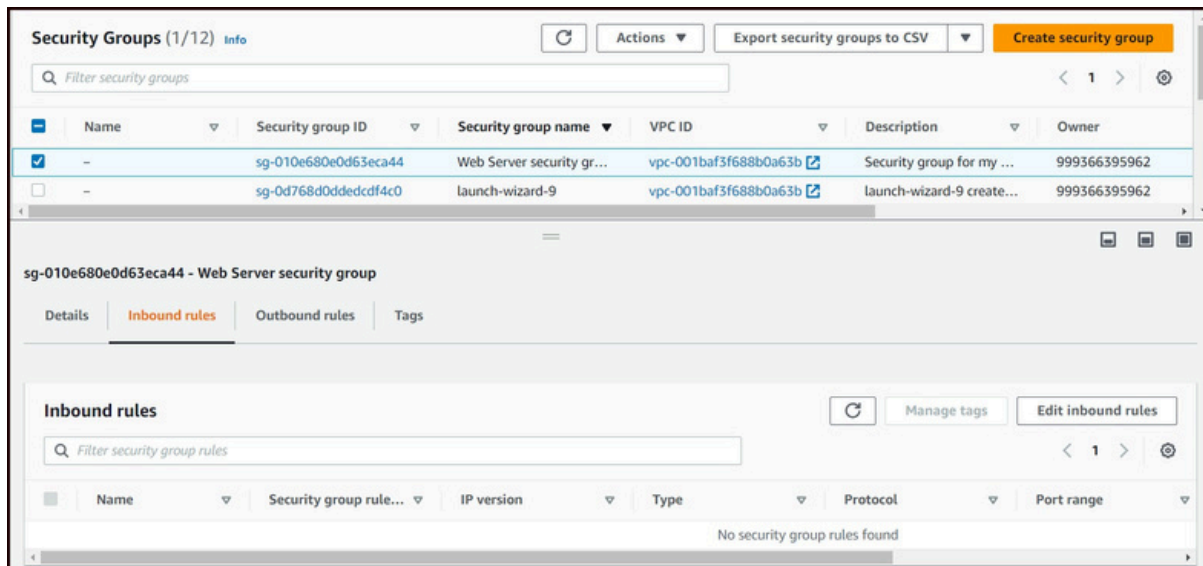 Security Groups (1/12) Info Actions Export security groups to CSV Create security group
Filter security groups 1
Name Security group ID Security group name VPC ID Description Owner
– sg-010e680e0d63eca44 Web Server security gr... vpc-001baf3f688b0a63b Security group for my ... 999366395962
– sg-0d768d0ddedcdf4c0 launch-wizard-9 vpc-001baf3f688b0a63b launch-wizard-9 create... 999366395962
sg-010e680e0d63eca44 - Web Server security group
Details Inbound rules Outbound rules Tags
Inbound rules Manage tags Edit inbound rules
Filter security group rules 1
Name Security group rule... IP version Type Protocol Port range
No security group rules found